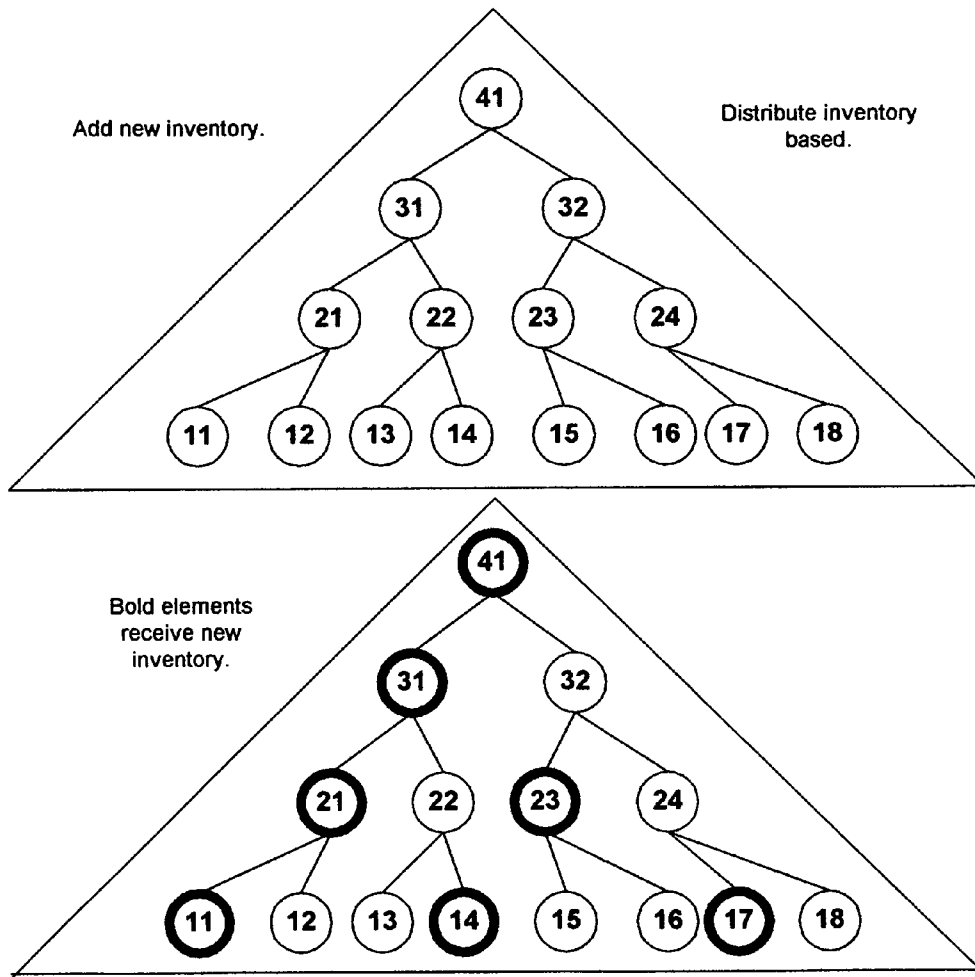 41
Add new inventory.
Distribute inventory
based.
31 32
21 22 23 24
11 12 13 14 15 16 17 18
41
Bold elements
receive new
inventory.
31 32
21 22 23 24
11 12 13 14 15 16 17 18